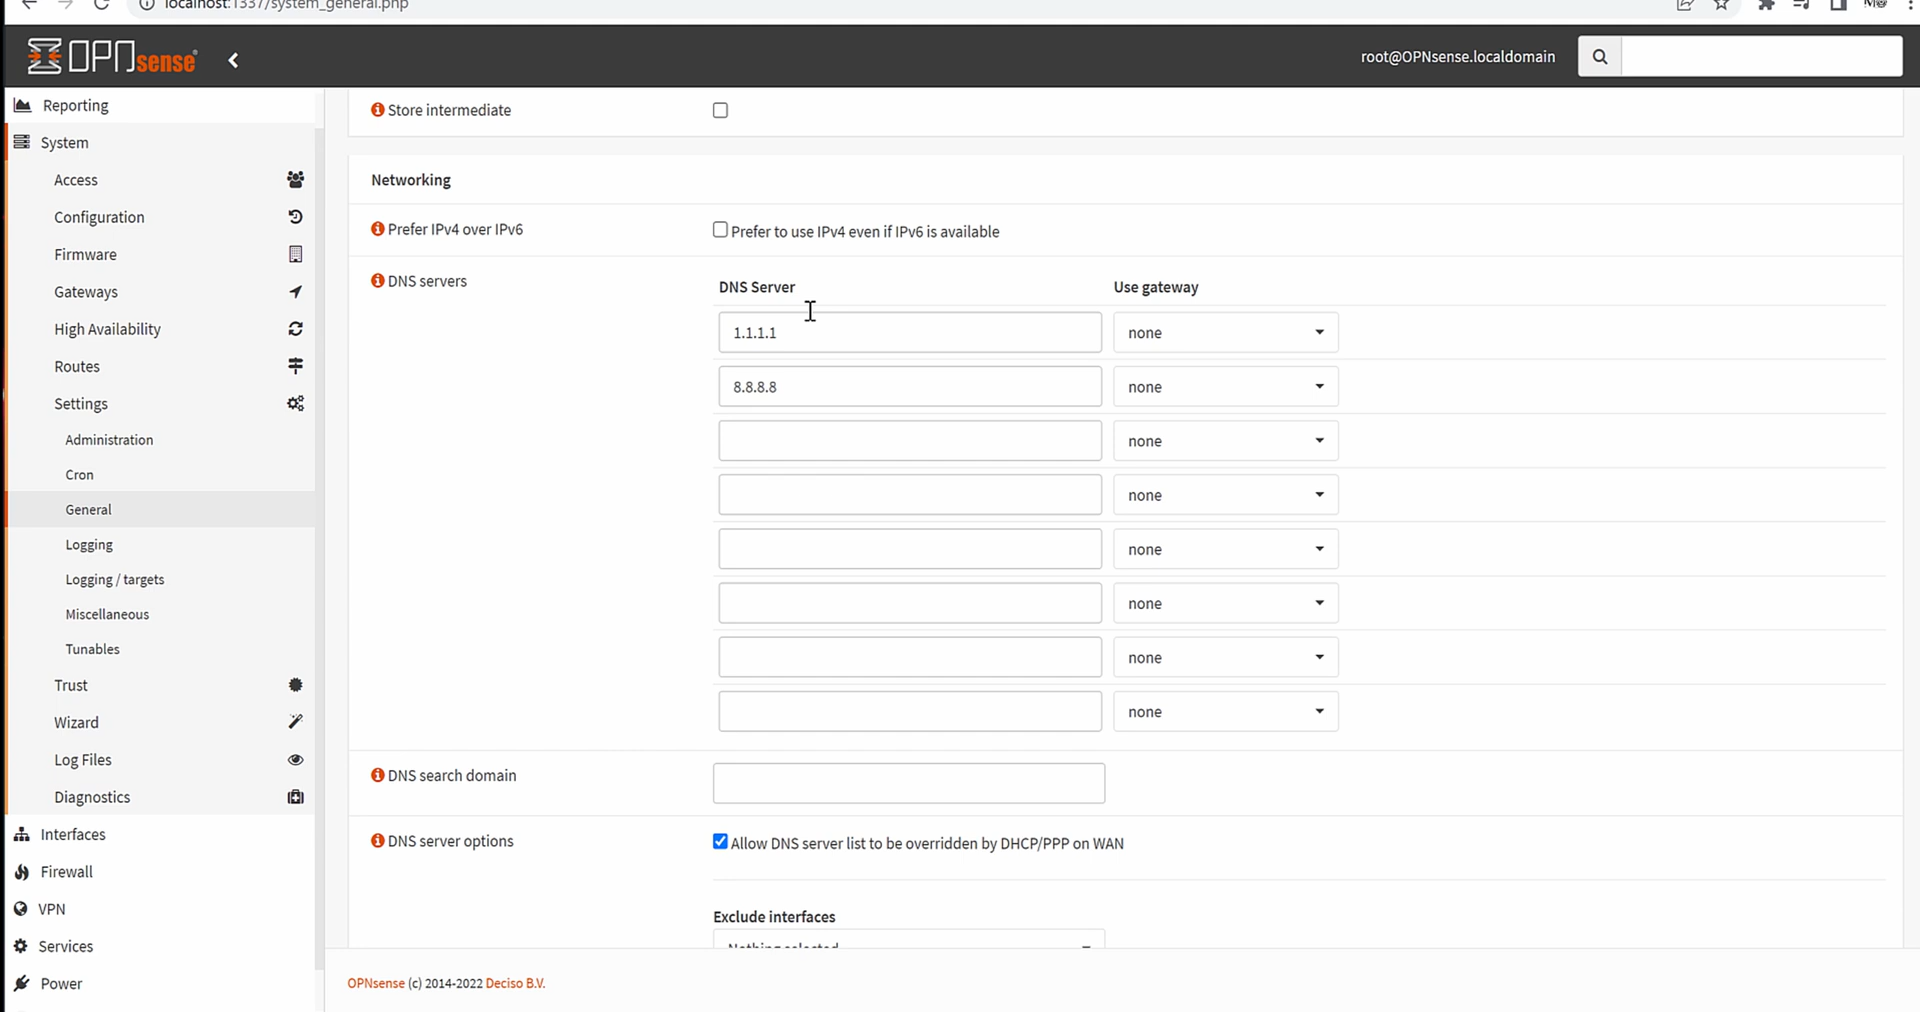 localhost:1337/system_general.php
OPNsense
root@OPNsense.localdomain
Reporting
System
Access
Configuration
Firmware
Gateways
High Availability
Routes
Settings
Administration
Cron
General
Logging
Logging / targets
Miscellaneous
Tunables
Trust
Wizard
Log Files
Diagnostics
Interfaces
Firewall
VPN
Services
Power
Store intermediate
Networking
Prefer IPv4 over IPv6
Prefer to use IPv4 even if IPv6 is available
DNS servers
DNS Server Use gateway
1.1.1.1 none
8.8.8.8 none
none
none
none
none
none
none
DNS search domain
DNS server options
Allow DNS server list to be overridden by DHCP/PPP on WAN
Exclude interfaces
Nothing selected
OPNsense (c) 2014-2022 Deciso B.V.